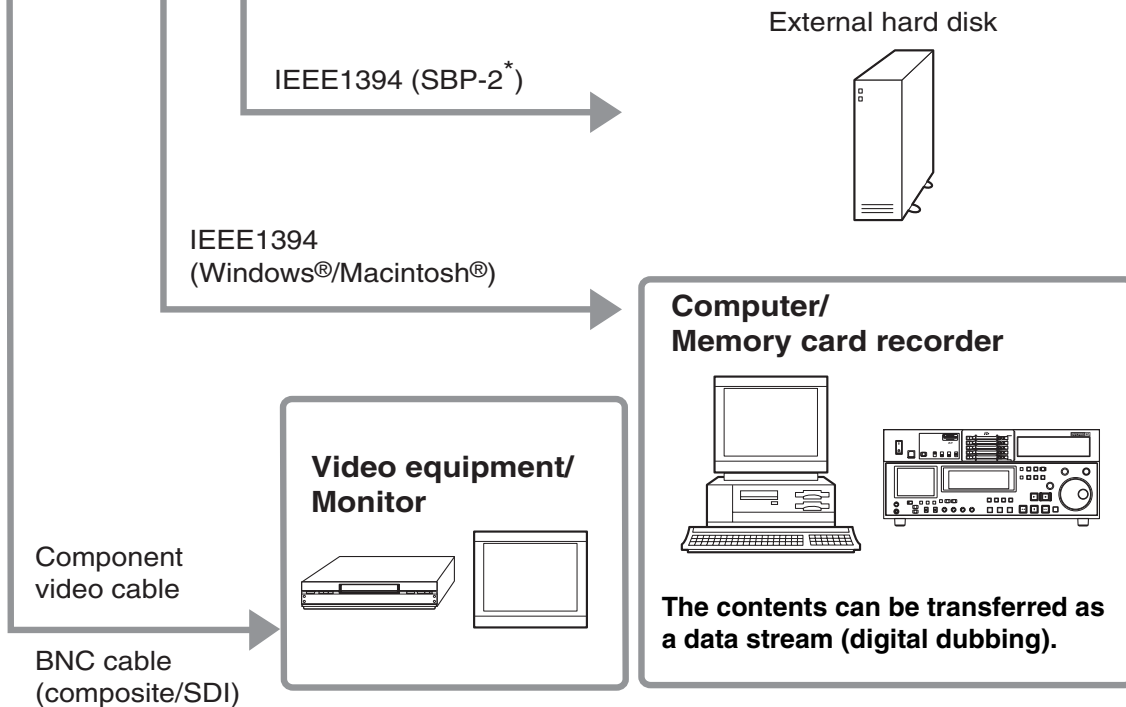 External hard disk
IEEE1394 (SBP-2*)
IEEE1394
(Windows®/Macintosh®)
Computer/
Memory card recorder
Video equipment/
Monitor
Component
video cable
The contents can be transferred as
a data stream (digital dubbing).
BNC cable
(composite/SDI)